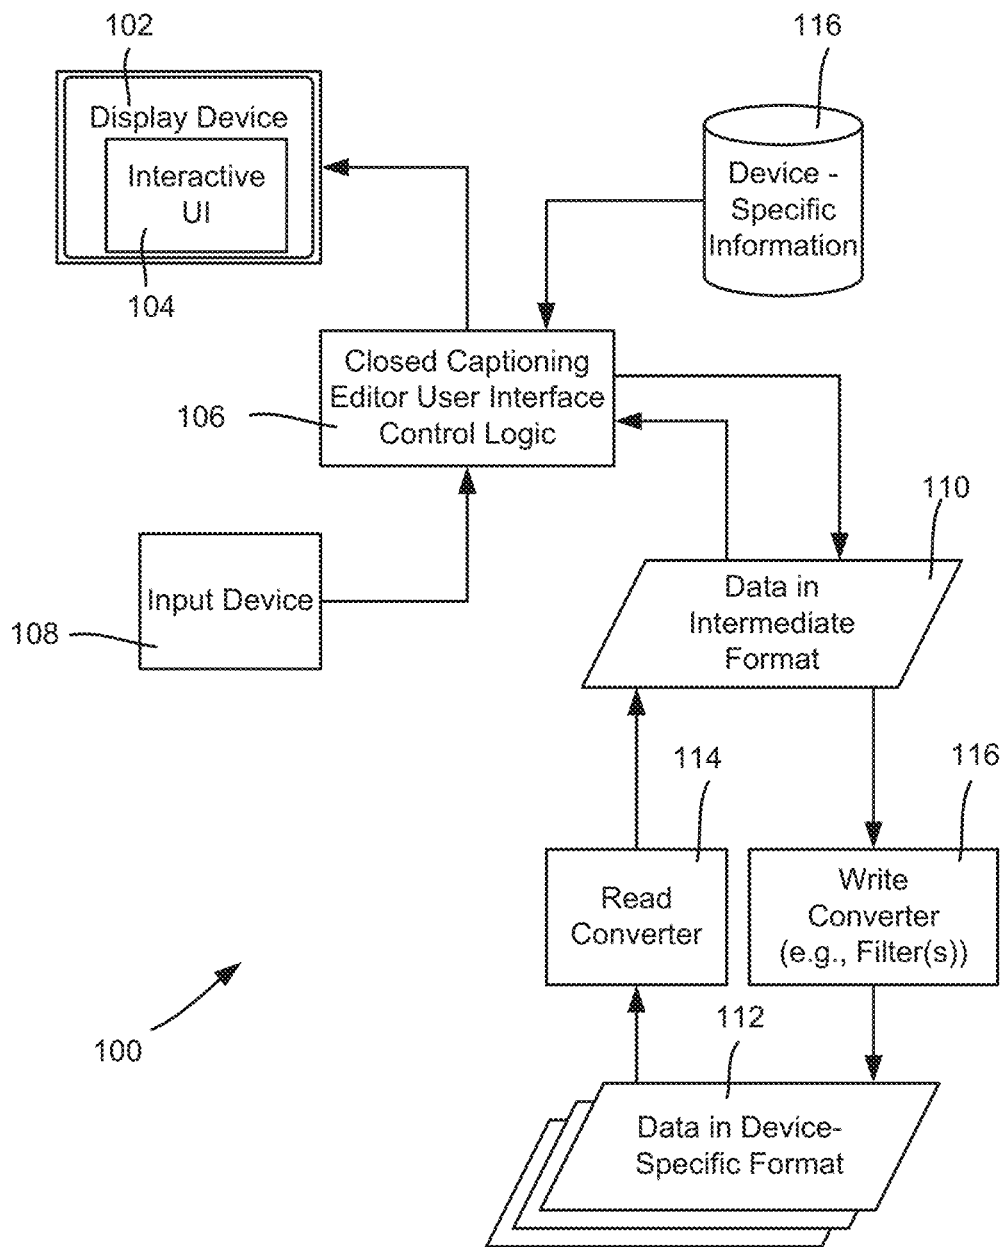 102
116
Display Device
Interactive
UI
104
Device -
Specific
Information
Closed Captioning
Editor User Interface
Control Logic
106
110
Input Device
108
Data in
Intermediate
Format
114
116
Read
Converter
Write
Converter
(e.g., Filter(s))
100
112
Data in Device-
Specific Format